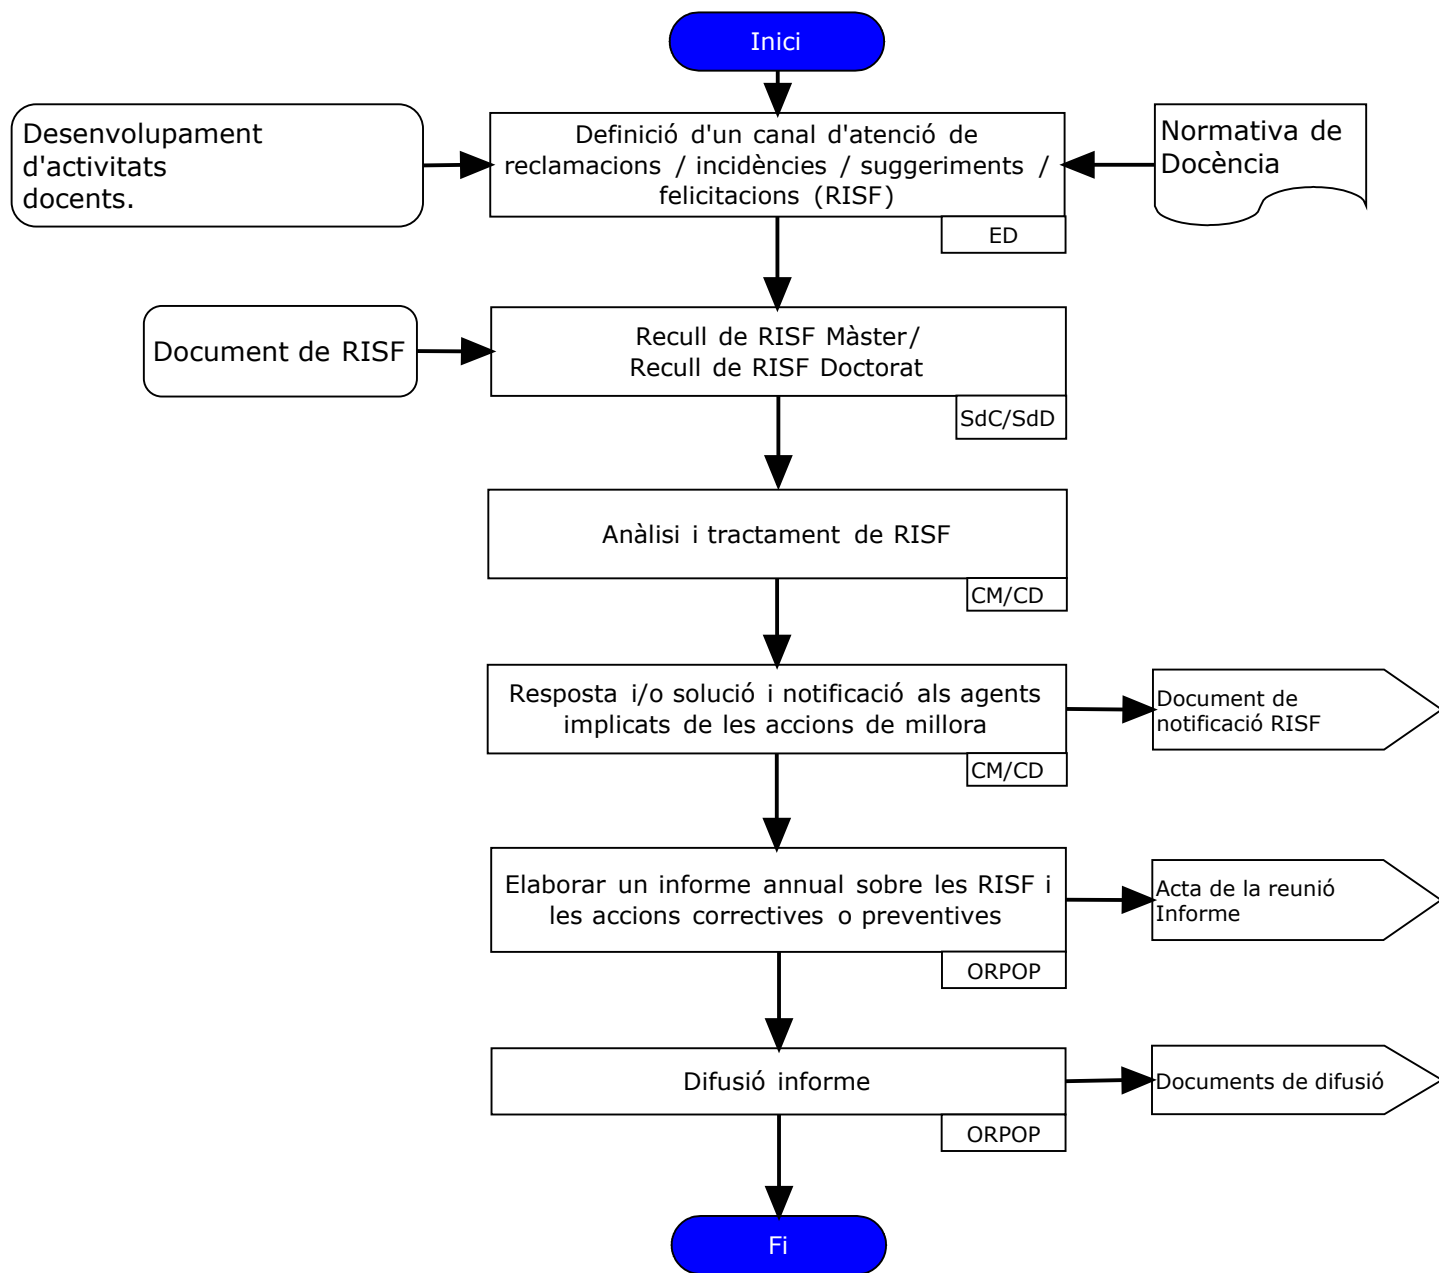 Inici
Desenvolupament
d'activitats
docents.
Definició d'un canal d'atenció de
reclamacions / incidències / suggeriments /
felicitacions (RISF)
ED
Normativa de
Docència
Document de RISF
Recull de RISF Màster/
Recull de RISF Doctorat
SdC/SdD
Anàlisi i tractament de RISF
CM/CD
Resposta i/o solució i notificació als agents
implicats de les accions de millora
CM/CD
Document de
notificació RISF
Elaborar un informe annual sobre les RISF i
les accions correctives o preventives
ORPOP
Acta de la reunió
Informe
Difusió informe
ORPOP
Documents de difusió
Fi